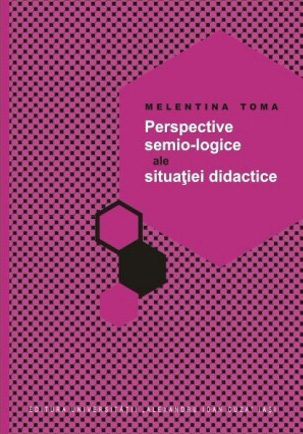 MELENTINA TOMA
Perspective
semio-logice
ale
situaţiei didactice
EDITURA UNIVERSITĂŢII „ALEXANDRU IOAN CUZA” IAŞI